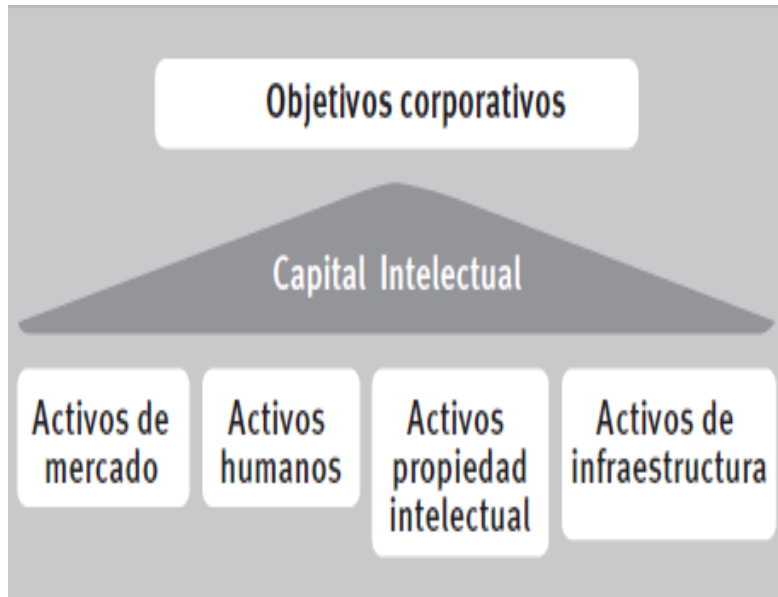 Objetivos corporativos
Capital Intelectual
Activos de
mercado
Activos
humanos
Activos
propiedad
intelectual
Activos de
infraestructura